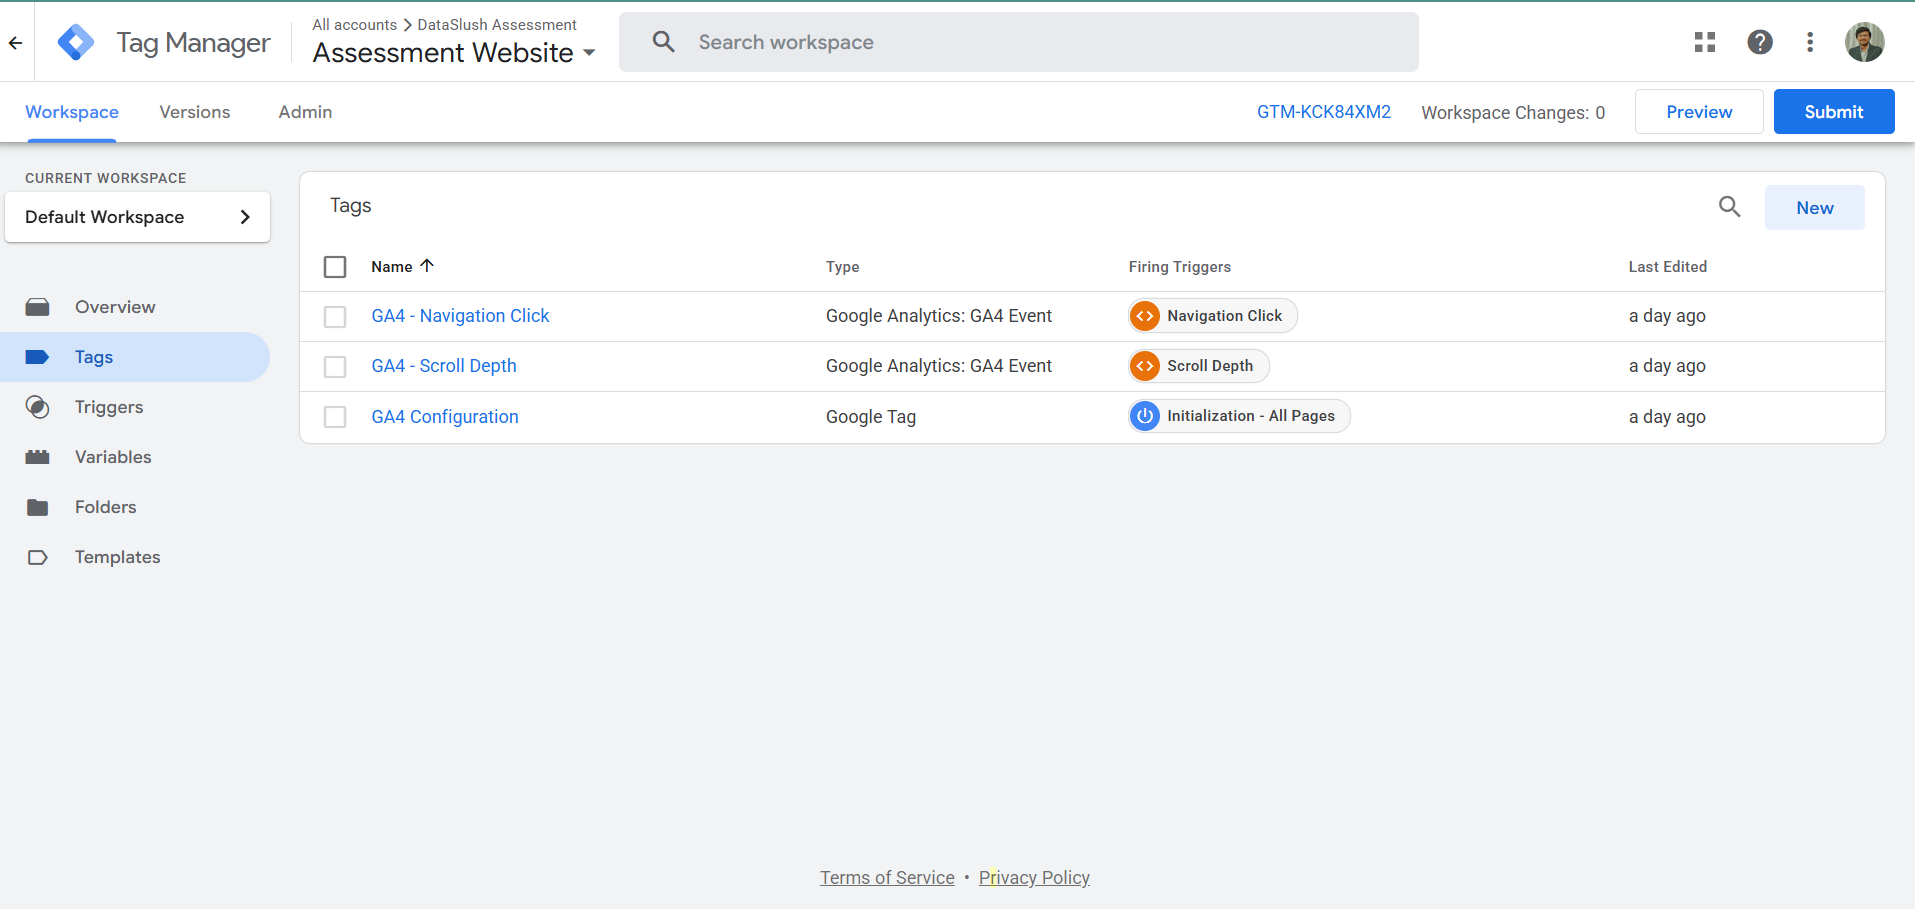 Tag Manager
All accounts > DataSlush Assessment
Assessment Website
Search workspace
Workspace Versions Admin
GTM-KCK84XM2 Workspace Changes: 0 Preview Submit
CURRENT WORKSPACE
Default Workspace
Overview
Tags
Triggers
Variables
Folders
Templates
Tags
New
Name Type Firing Triggers Last Edited
GA4 - Navigation Click Google Analytics: GA4 Event Navigation Click a day ago
GA4 - Scroll Depth Google Analytics: GA4 Event Scroll Depth a day ago
GA4 Configuration Google Tag Initialization - All Pages a day ago
Terms of Service • Privacy Policy